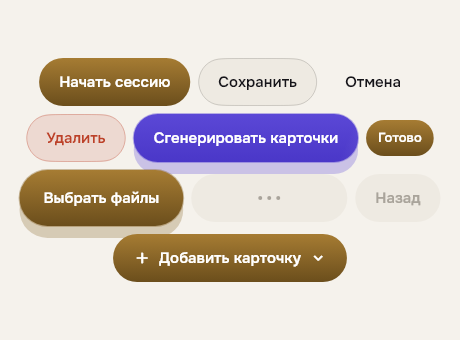 Начать сессию
Сохранить
Отмена
Удалить
Сгенерировать карточки
Готово
Выбрать файлы
•••
Назад
+ Добавить карточку